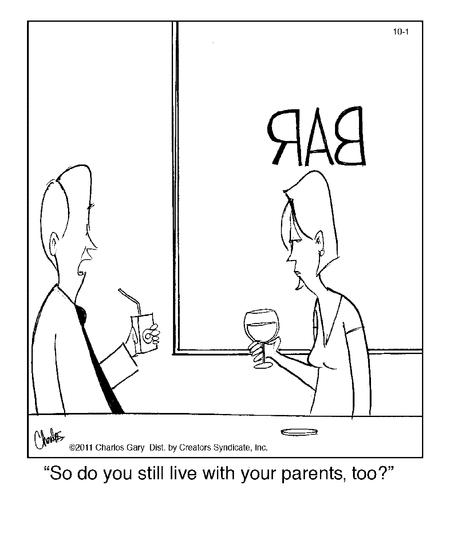 10-1
BAR
Charlos
©2011 Charlos Gary Dist. by Creators Syndicate, Inc.
“So do you still live with your parents, too?”